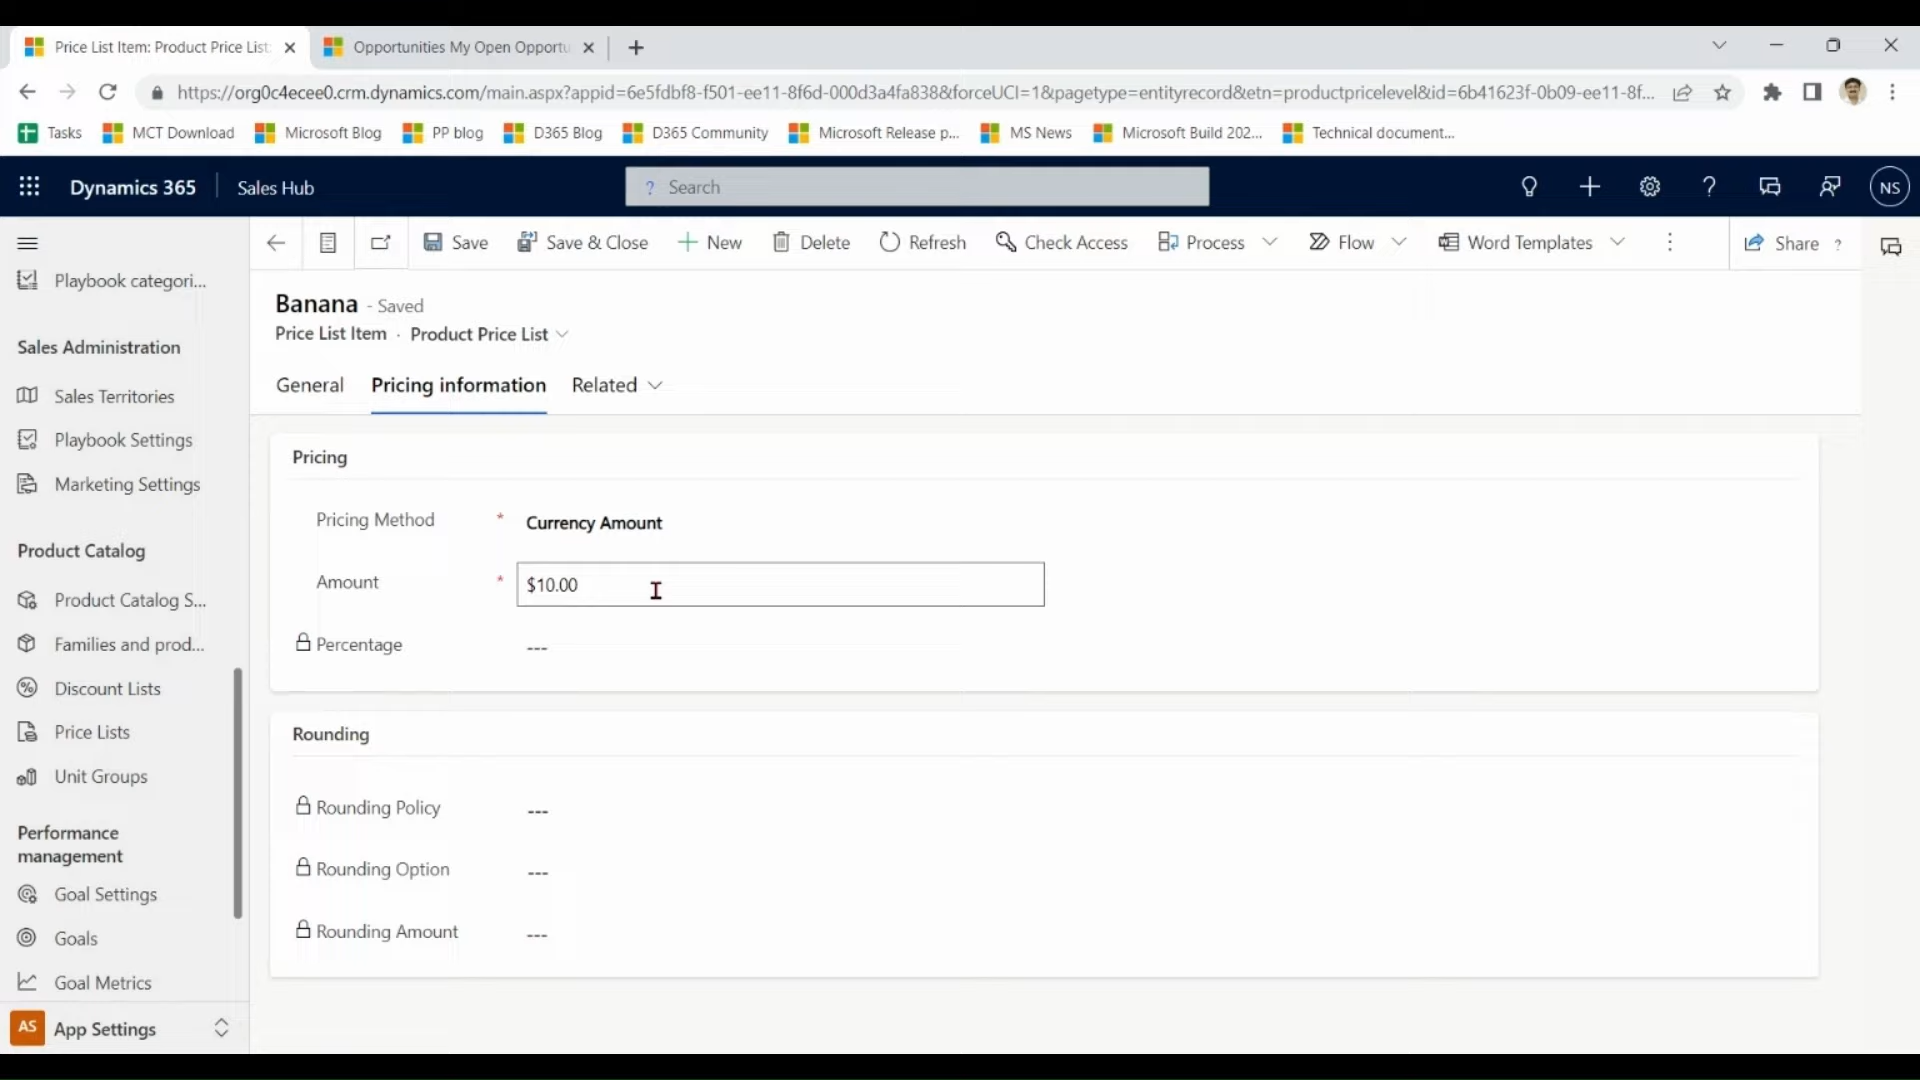 Price List Item: Product Price List:
Opportunities My Open Opportu
https://org0c4ecee0.crm.dynamics.com/main.aspx?appid=6e5fdbf8-f501-ee11-8f6d-000d3a4fa838&forceUCI=1&pagetype=entityrecord&etn=productpricelevel&id=6b41623f-0b09-ee11-8f...
Tasks MCT Download Microsoft Blog PP blog D365 Blog D365 Community Microsoft Release p... MS News Microsoft Build 202... Technical document...
Dynamics 365 Sales Hub ? Search ? NS
Save Save & Close New Delete Refresh Check Access Process Flow Word Templates Share ?
Playbook categori...
Sales Administration
Sales Territories
Playbook Settings
Marketing Settings
Product Catalog
Product Catalog S...
Families and prod...
Discount Lists
Price Lists
Unit Groups
Performance
management
Goal Settings
Goals
Goal Metrics
AS App Settings
Banana - Saved
Price List Item · Product Price List
General Pricing information Related
Pricing
Pricing Method * Currency Amount
Amount * $10.00
Percentage ---
Rounding
Rounding Policy ---
Rounding Option ---
Rounding Amount ---